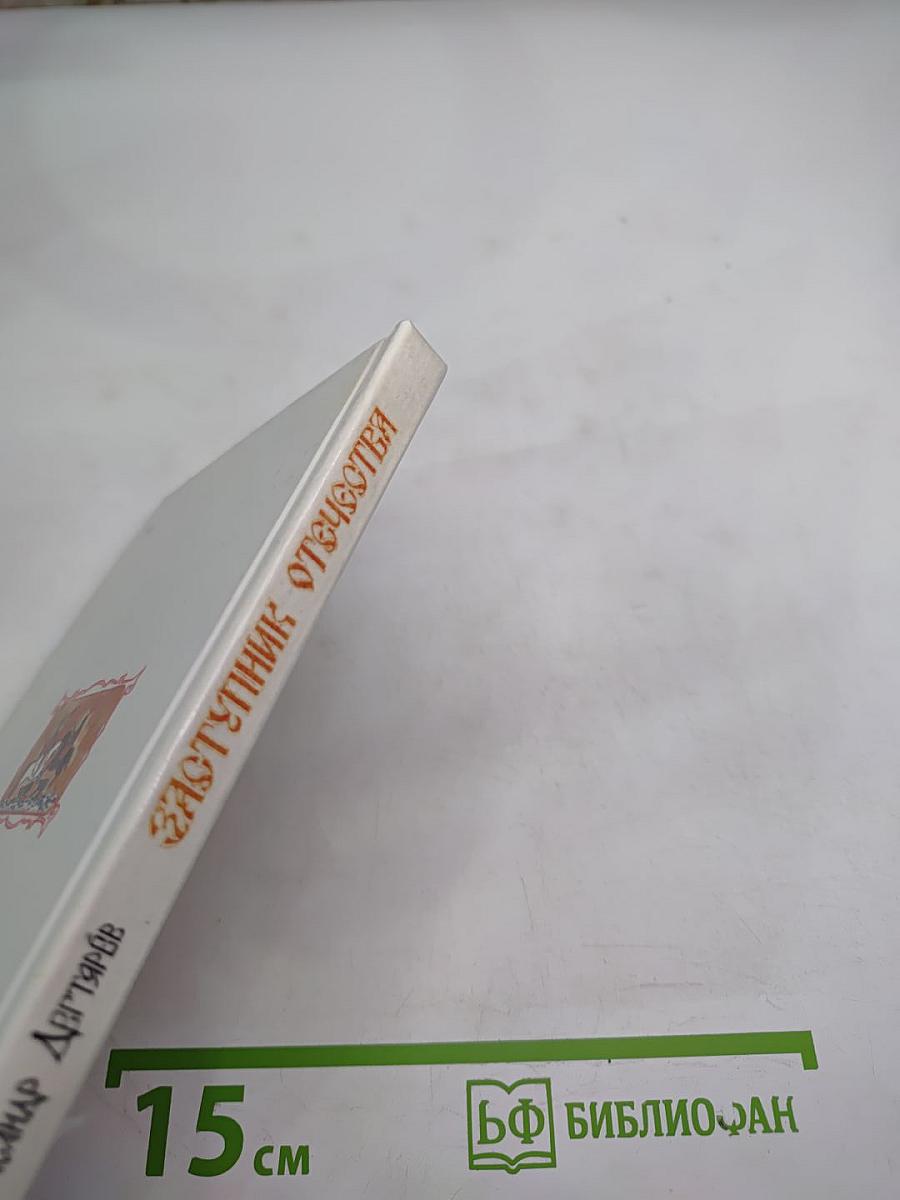 ЗАСТУПНИК ОТЕЧЕСТВА
Дегтярёв
15 см
БФ БИБЛИОФАН